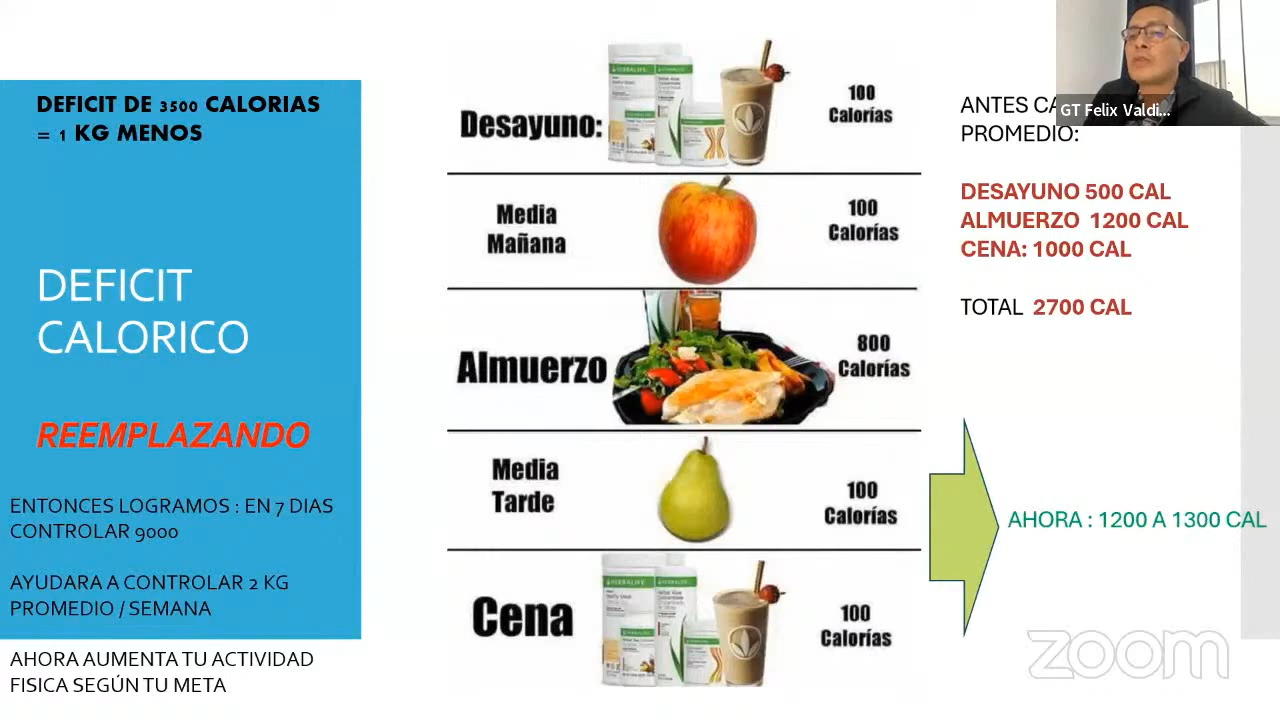 DEFICIT DE 3500 CALORIAS
= 1 KG MENOS
DEFICIT
CALORICO
REEMPLAZANDO
ENTONCES LOGRAMOS : EN 7 DIAS
CONTROLAR 9000
AYUDARA A CONTROLAR 2 KG
PROMEDIO / SEMANA
AHORA AUMENTA TU ACTIVIDAD
FISICA SEGÚN TU META
Desayuno:
HERBALIFE
100
Calorías
Media
Mañana
100
Calorías
Almuerzo
800
Calorías
Media
Tarde
100
Calorías
Cena
HERBALIFE
100
Calorías
GT Felix Valdi...
ANTES
PROMEDIO:
DESAYUNO 500 CAL
ALMUERZO 1200 CAL
CENA: 1000 CAL
TOTAL 2700 CAL
AHORA : 1200 A 1300 CAL
zoom